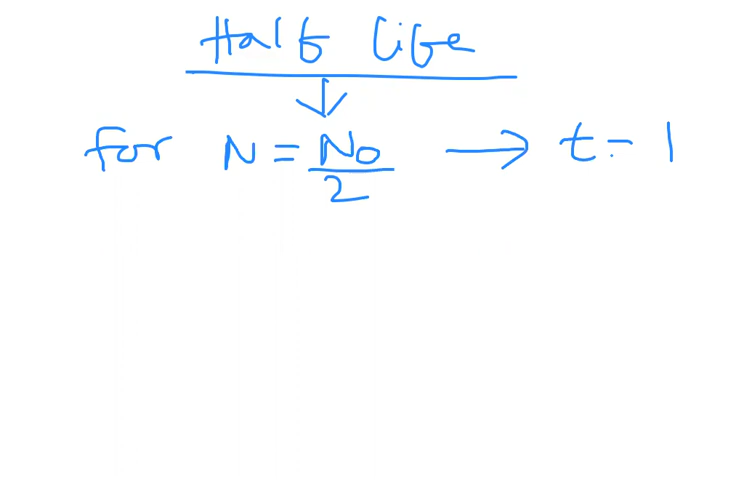 Half life
↓
for N = No/2 → t = 1